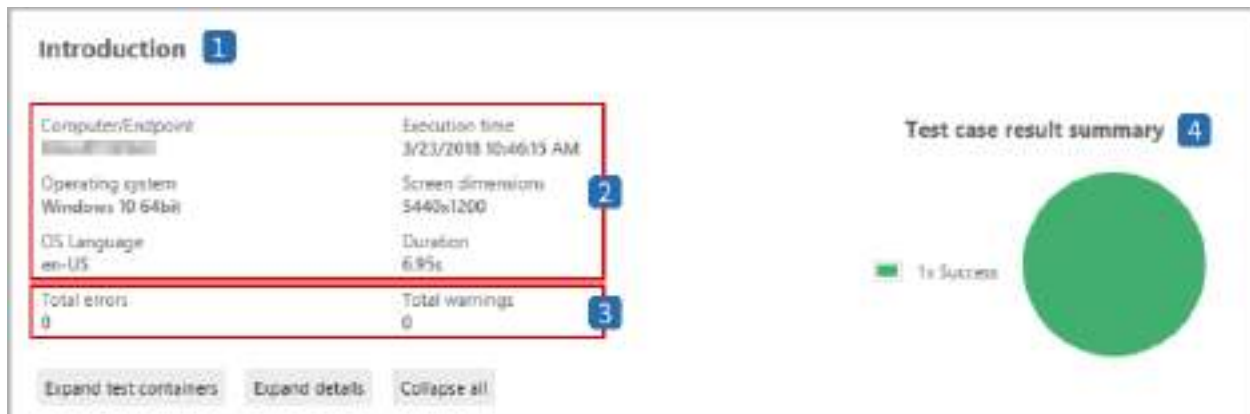 Introduction 1
Computer/Endpoint
Execution time
3/23/2018 10:46:15 AM
Operating system
Windows 10 64bit
Screen dimensions
5440x1200
2
OS Language
en-US
Duration
6.95s
Total errors
0
Total warnings
0
3
Expand test containers
Expand details
Collapse all
Test case result summary 4
1x Success